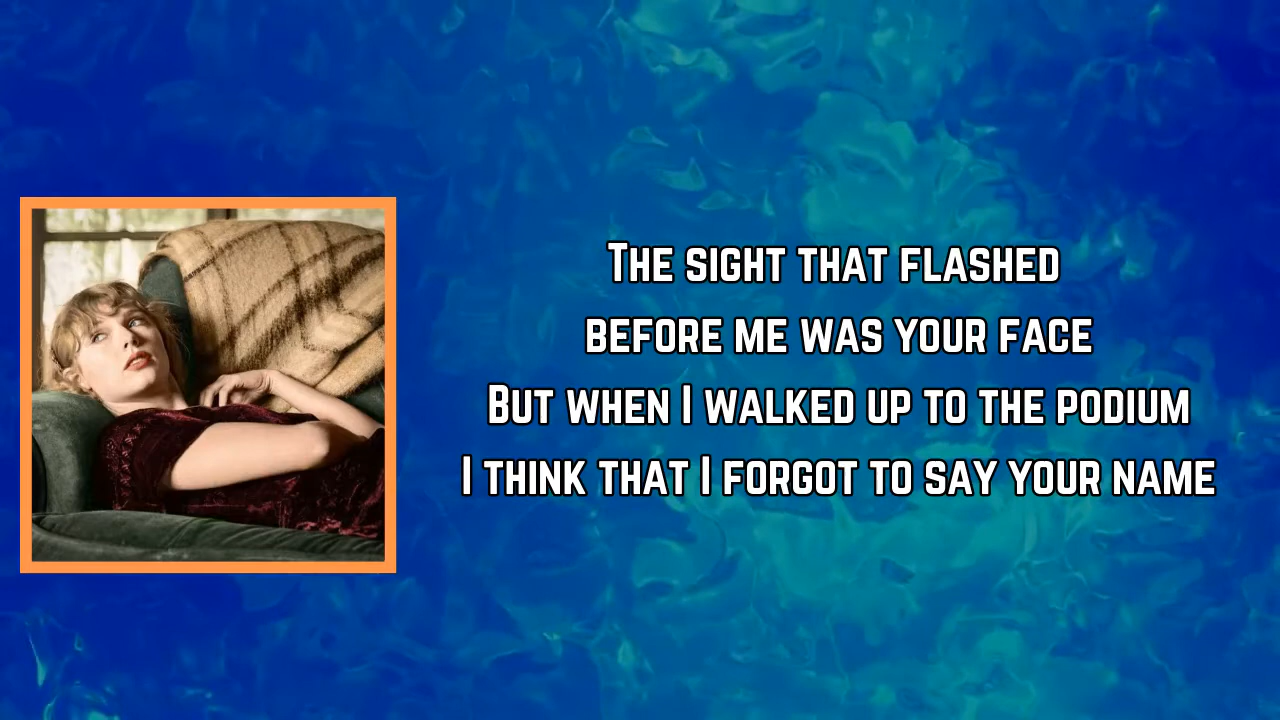 The sight that flashed
before me was your face
But when I walked up to the podium
I think that I forgot to say your name